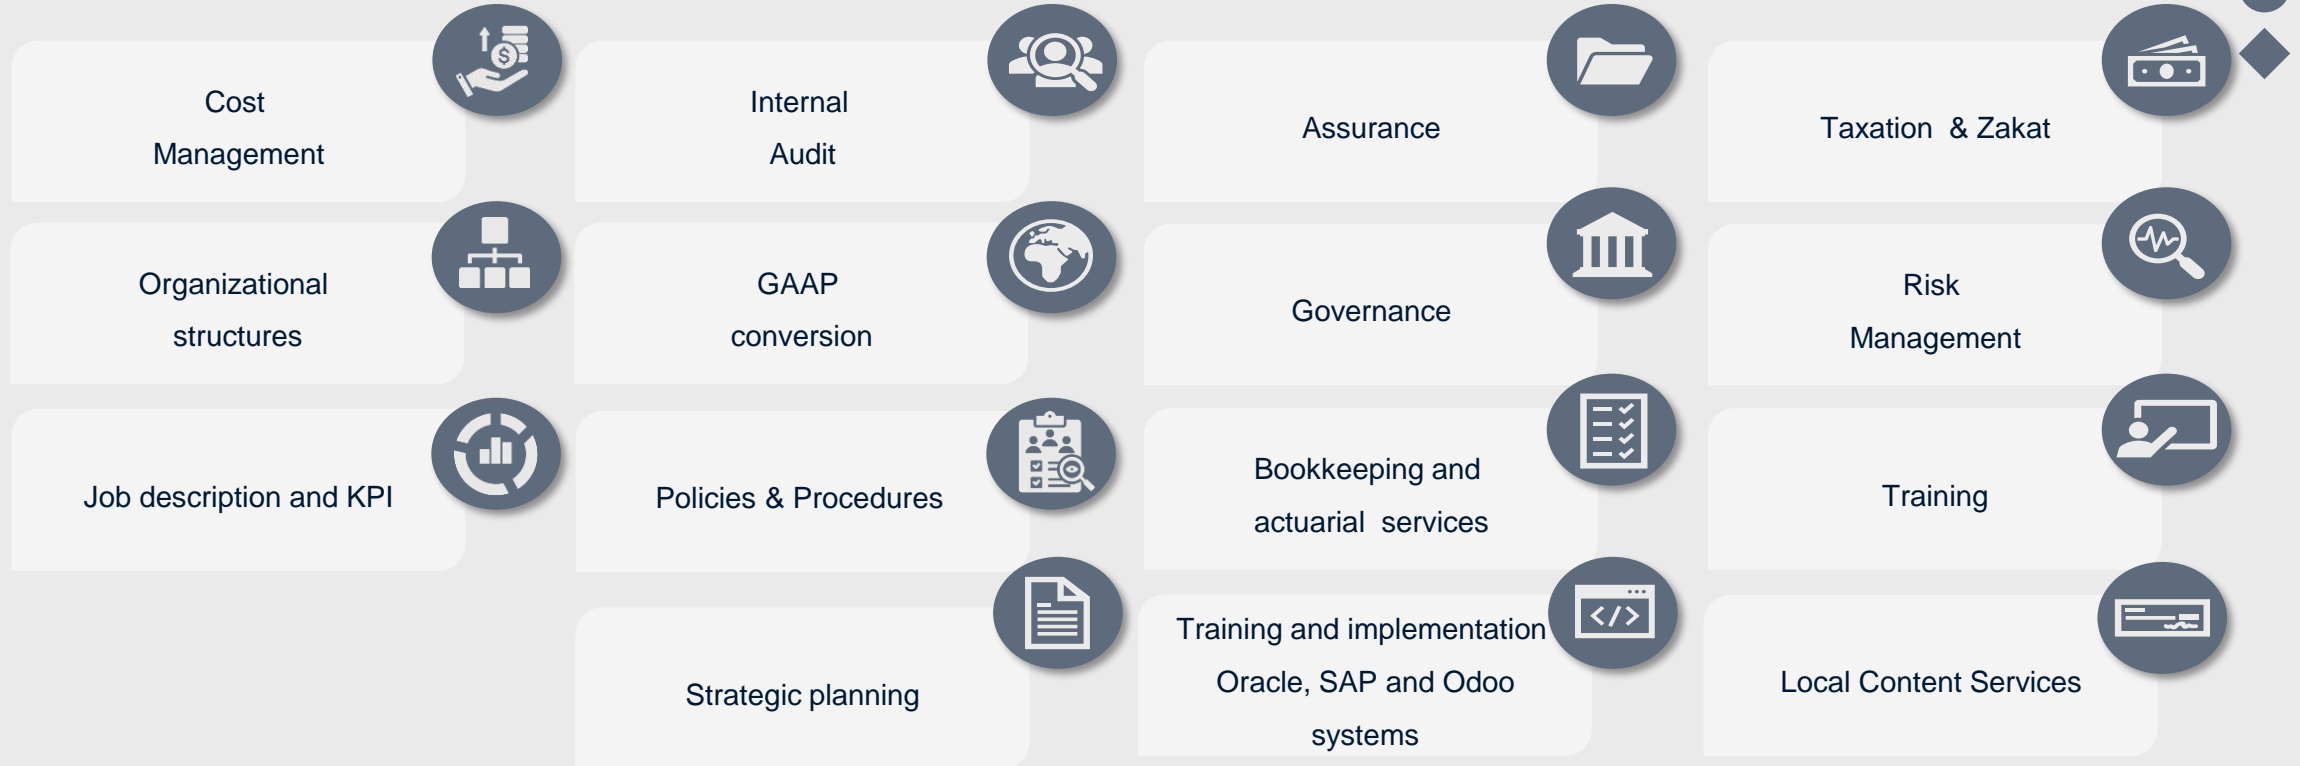 Cost
Management
Internal
Audit
Assurance
Taxation & Zakat
Organizational
structures
GAAP
conversion
Governance
Risk
Management
Job description and KPI
Policies & Procedures
Bookkeeping and
actuarial services
Training
Strategic planning
Training and implementation
Oracle, SAP and Odoo
systems
Local Content Services